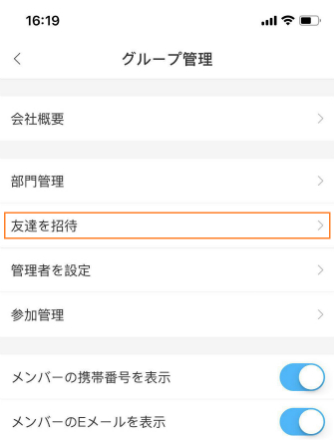 16:19
グループ管理
会社概要
部門管理
友達を招待
管理者を設定
参加管理
メンバーの携帯番号を表示
メンバーのEメールを表示